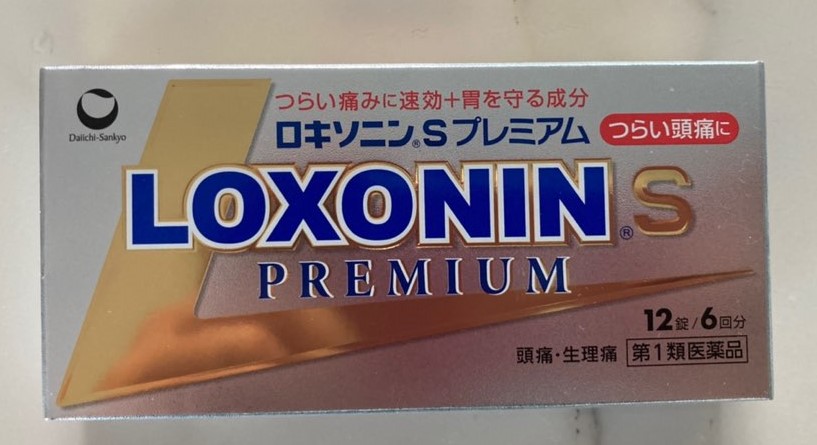 つらい痛みに速効+胃を守る成分
Daiichi-Sankyo
ロキソニン®Sプレミアム
つらい頭痛に
LOXONIN® S
PREMIUM
12錠/6回分
頭痛・生理痛 第1類医薬品